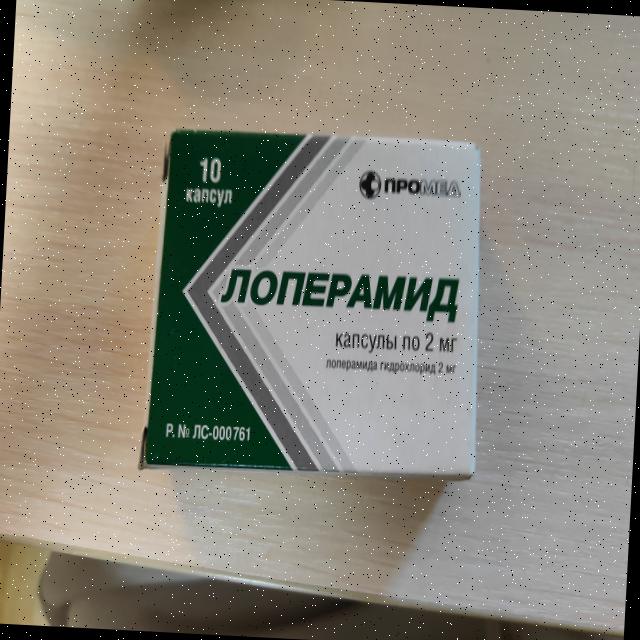 10
капсул
ПРОМЕД
ЛОПЕРАМИД
капсулы по 2 мг
лоперамида гидрохлорид 2 мг
Р. № ЛС-000761